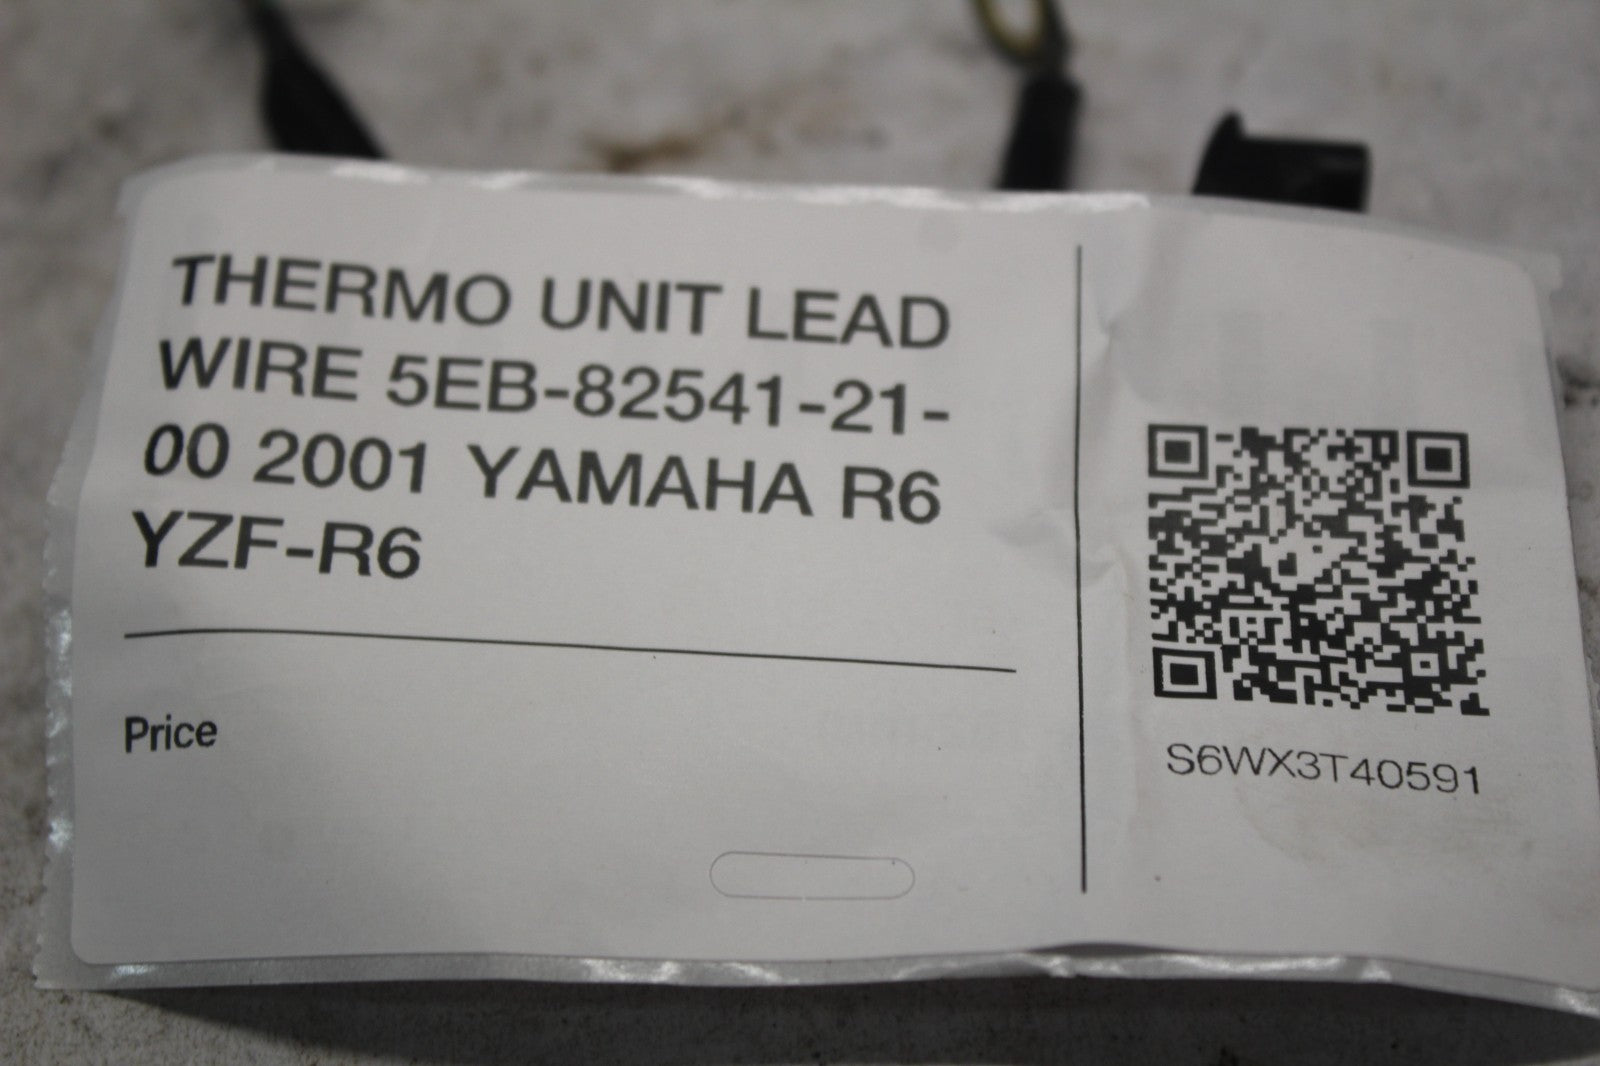 THERMO UNIT LEAD
WIRE 5EB-82541-21-
00 2001 YAMAHA R6
YZF-R6
Price
S6WX3T40591